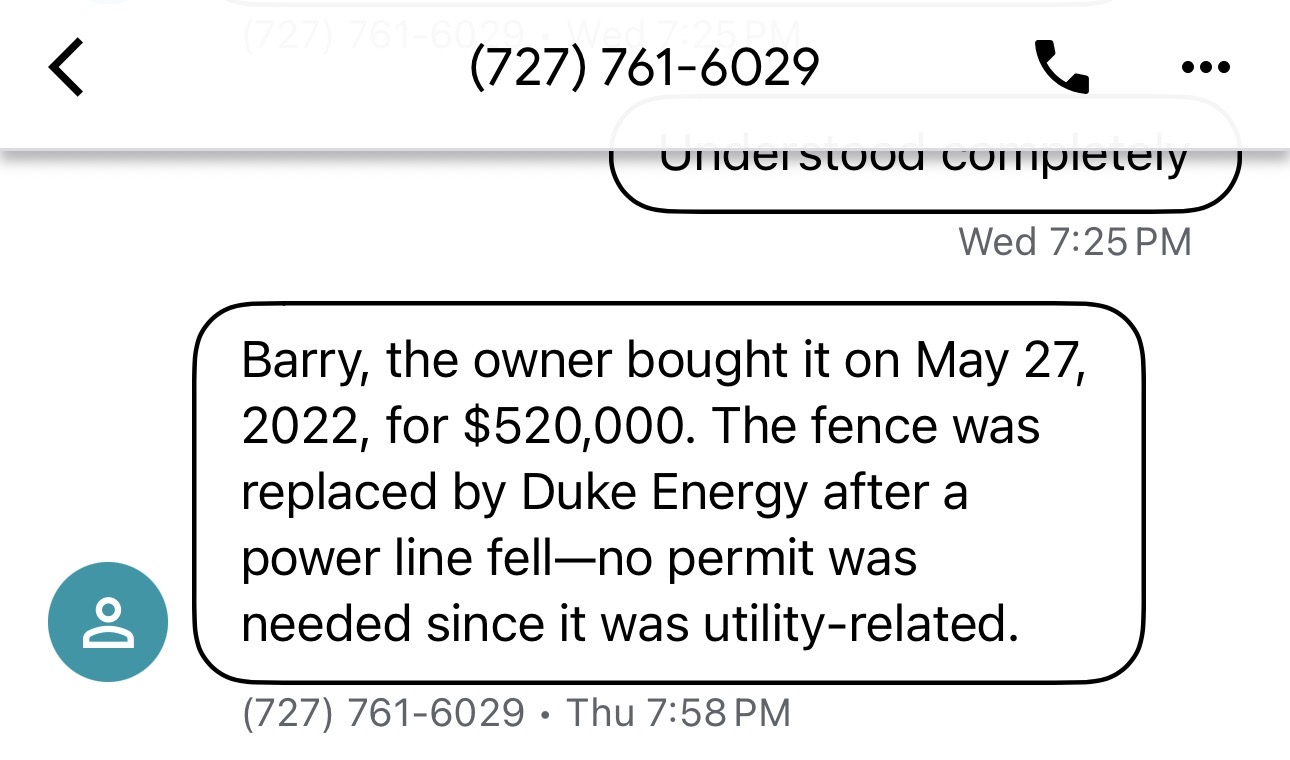 (727) 761-6029 • Wed 7:25 PM
(727) 761-6029
Understood completely
Wed 7:25 PM
Barry, the owner bought it on May 27,
2022, for $520,000. The fence was
replaced by Duke Energy after a
power line fell—no permit was
needed since it was utility-related.
(727) 761-6029 • Thu 7:58 PM